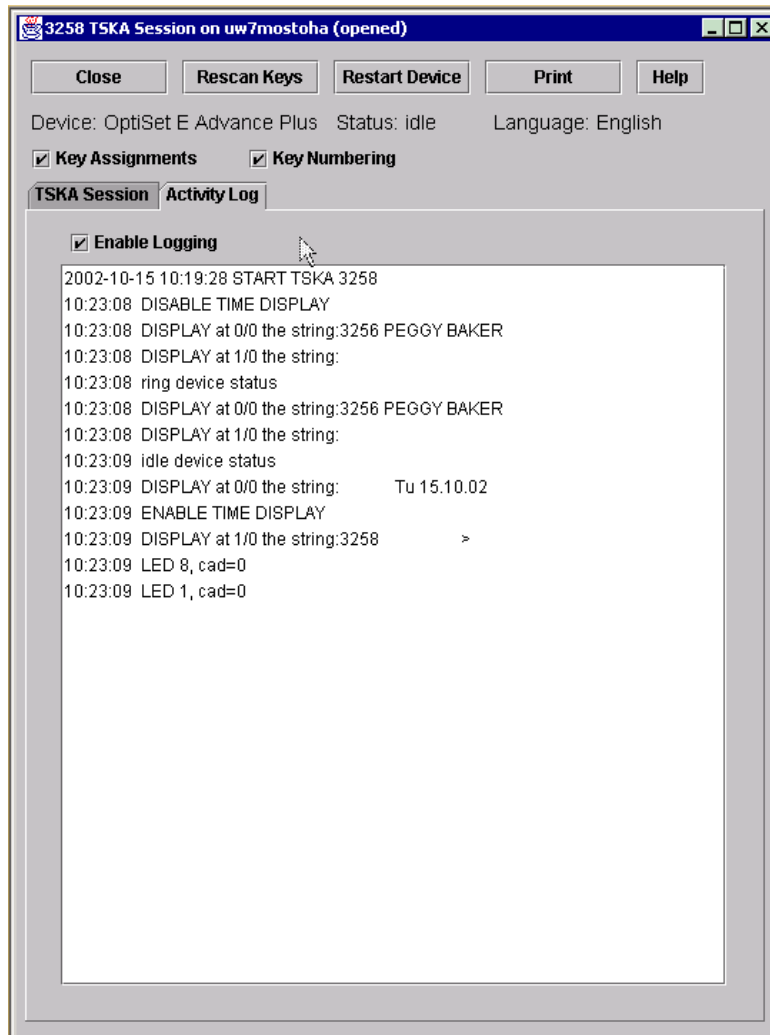 3258 TSKA Session on uw7mostoha (opened)
Close Rescan Keys Restart Device Print Help
Device: OptiSet E Advance Plus Status: idle Language: English
Key Assignments Key Numbering
TSKA Session Activity Log
Enable Logging
2002-10-15 10:19:28 START TSKA 3258
10:23:08 DISABLE TIME DISPLAY
10:23:08 DISPLAY at 0/0 the string:3256 PEGGY BAKER
10:23:08 DISPLAY at 1/0 the string:
10:23:08 ring device status
10:23:08 DISPLAY at 0/0 the string:3256 PEGGY BAKER
10:23:08 DISPLAY at 1/0 the string:
10:23:09 idle device status
10:23:09 DISPLAY at 0/0 the string: Tu 15.10.02
10:23:09 ENABLE TIME DISPLAY
10:23:09 DISPLAY at 1/0 the string:3258 >
10:23:09 LED 8, cad=0
10:23:09 LED 1, cad=0